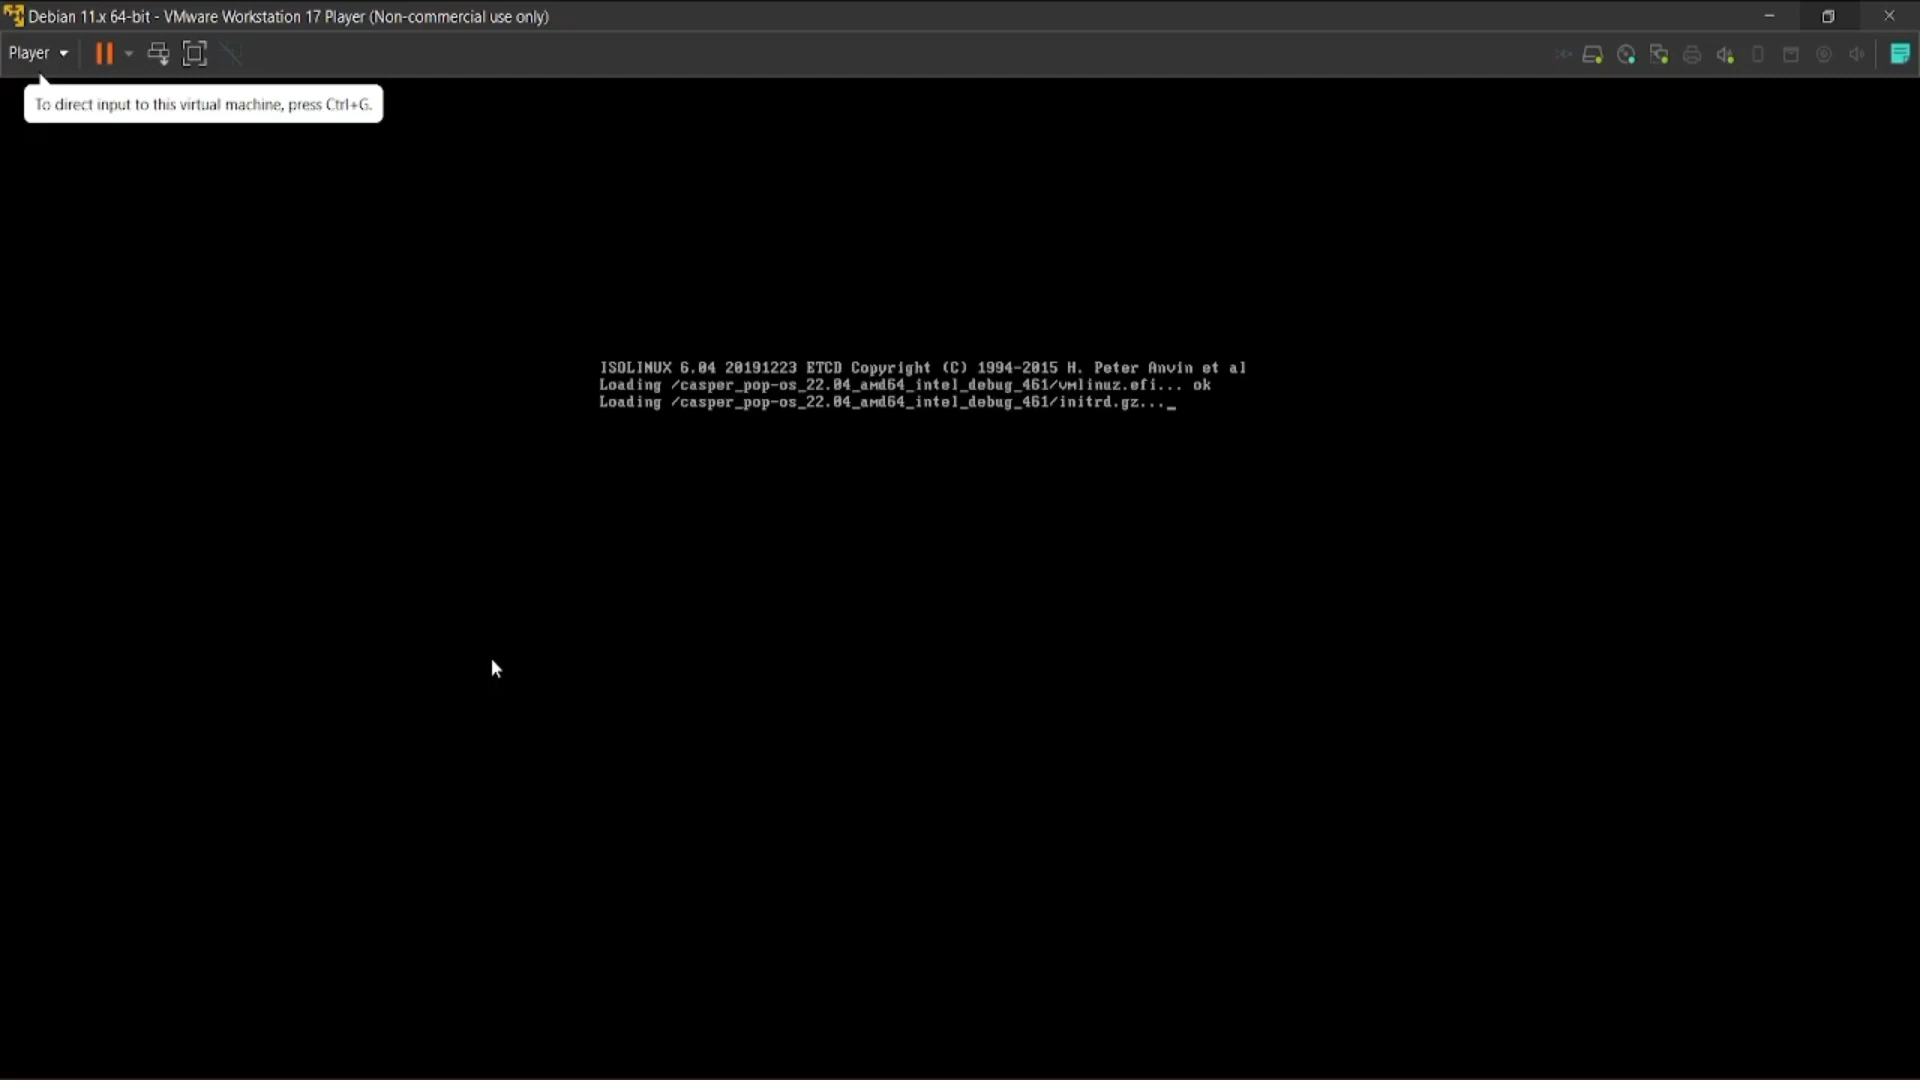 Debian 11.x 64-bit - VMware Workstation 17 Player (Non-commercial use only)
Player
To direct input to this virtual machine, press Ctrl+G.
ISOLINUX 6.04 20191223 ETCD Copyright (C) 1994-2015 H. Peter Anvin et al
Loading /casper_pop-os_22.04_amd64_intel_debug_461/vmlinuz.efi... ok
Loading /casper_pop-os_22.04_amd64_intel_debug_461/initrd.gz..._